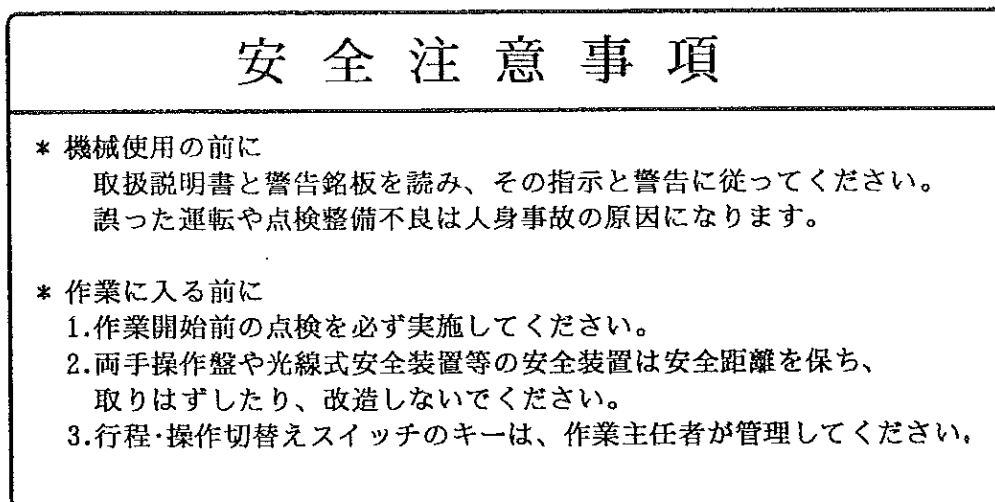 安全注意事項
* 機械使用の前に
取扱説明書と警告銘板を読み、その指示と警告に従ってください。
誤った運転や点検整備不良は人身事故の原因になります。
* 作業に入る前に
1.作業開始前の点検を必ず実施してください。
2.両手操作盤や光線式安全装置等の安全装置は安全距離を保ち、
取りはずしたり、改造しないでください。
3.行程･操作切替えスイッチのキーは、作業主任者が管理してください。